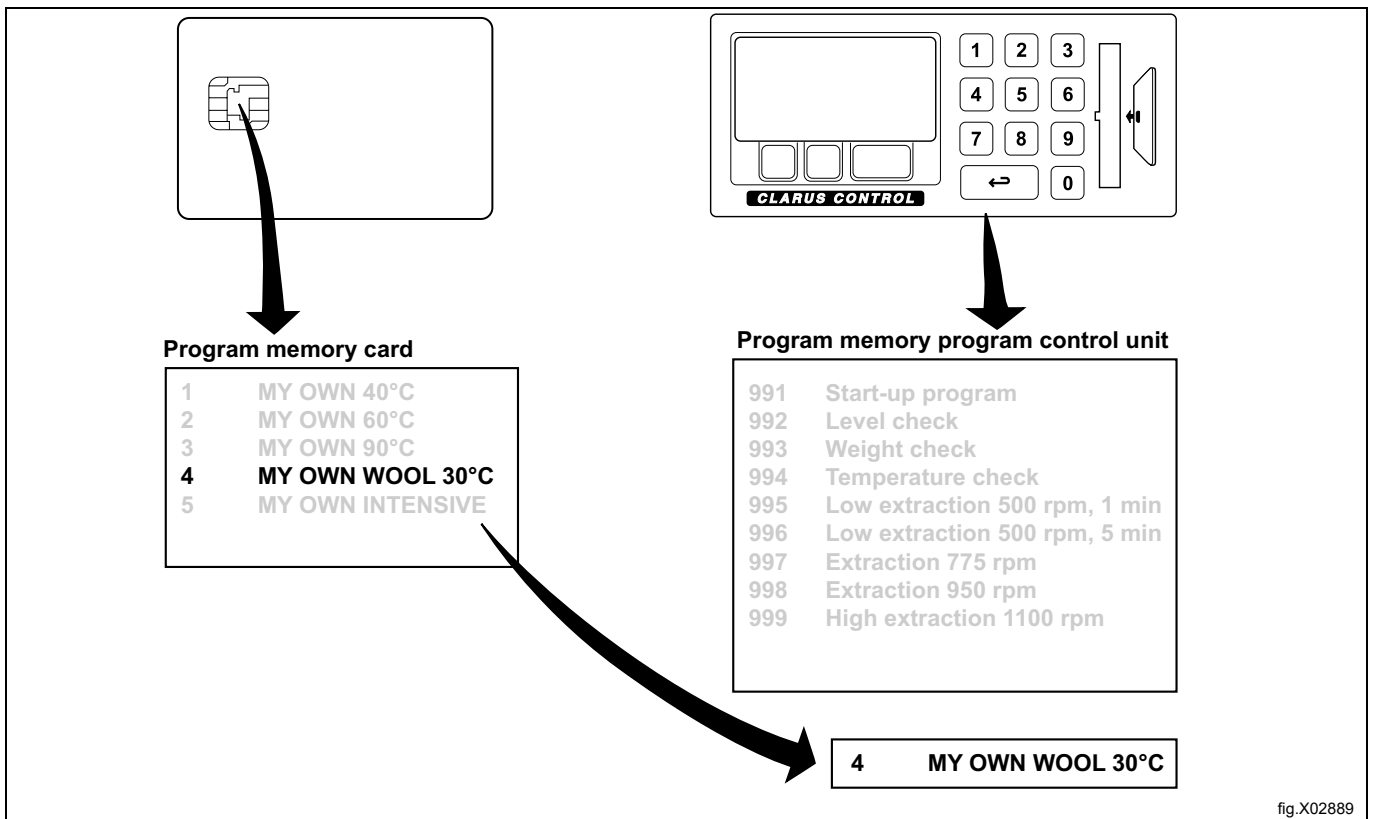 1 2 3
4 5 6
7 8 9
0
CLARUS CONTROL
Program memory card
1 MY OWN 40°C
2 MY OWN 60°C
3 MY OWN 90°C
4 MY OWN WOOL 30°C
5 MY OWN INTENSIVE
Program memory program control unit
991 Start-up program
992 Level check
993 Weight check
994 Temperature check
995 Low extraction 500 rpm, 1 min
996 Low extraction 500 rpm, 5 min
997 Extraction 775 rpm
998 Extraction 950 rpm
999 High extraction 1100 rpm
4 MY OWN WOOL 30°C
fig.X02889